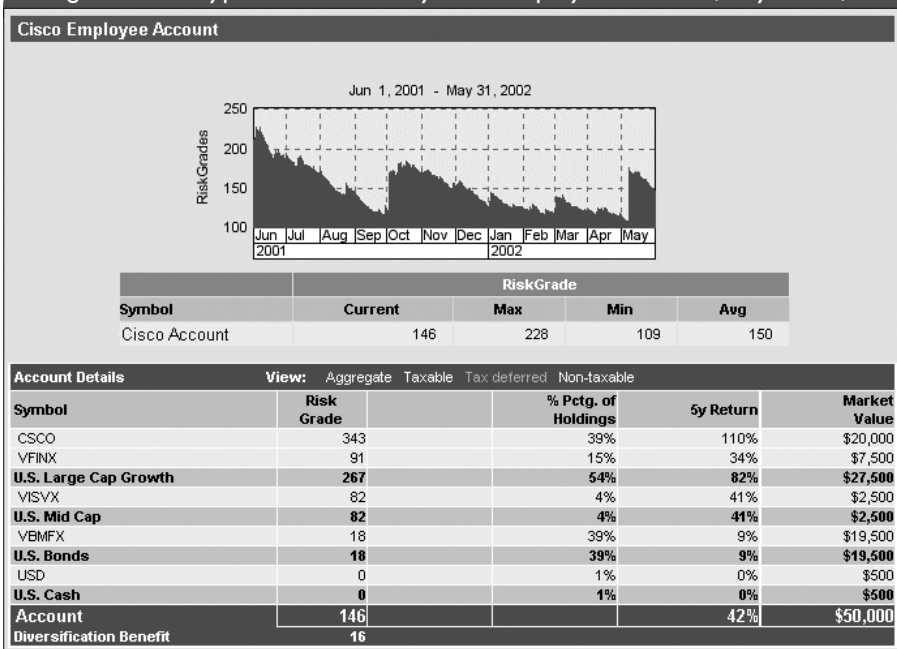 Cisco Employee Account
Jun 1, 2001 - May 31, 2002
RiskGrades
250
200
150
100
Jun Jul Aug Sep Oct Nov Dec Jan Feb Mar Apr May
2001 2002
RiskGrade
Symbol Current Max Min Avg
Cisco Account 146 228 109 150
Account Details View: Aggregate Taxable Tax deferred Non-taxable
Symbol Risk Grade % Pctg. of Holdings 5y Return Market Value
CSCO 343 39% 110% $20,000
VFINX 91 15% 34% $7,500
U.S. Large Cap Growth 267 54% 82% $27,500
VISVX 82 4% 41% $2,500
U.S. Mid Cap 82 4% 41% $2,500
VBMFX 18 39% 9% $19,500
U.S. Bonds 18 39% 9% $19,500
USD 0 1% 0% $500
U.S. Cash 0 1% 0% $500
Account 146 42% $50,000
Diversification Benefit 16